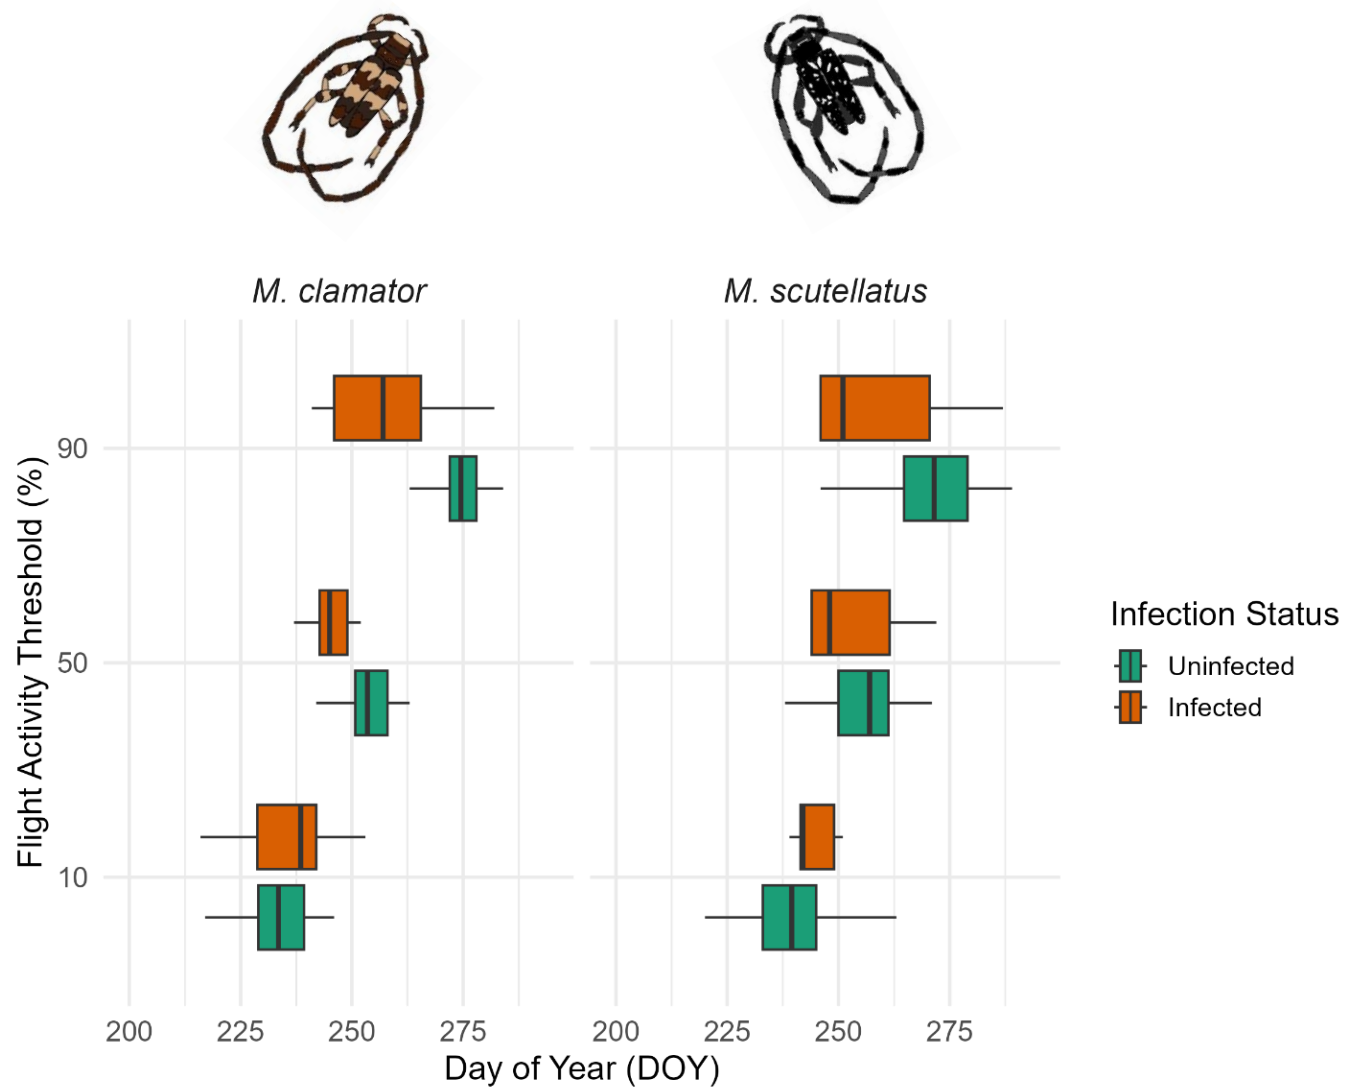 M. clamator
M. scutellatus
Flight Activity Threshold (%)
90
50
10
200 225 250 275
200 225 250 275
Day of Year (DOY)
Infection Status
Uninfected
Infected